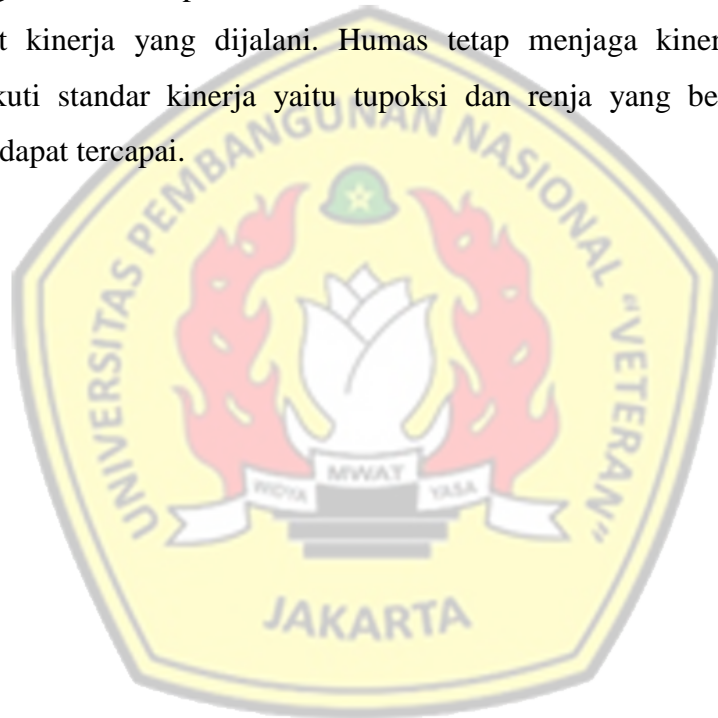 t kinerja yang dijalani. Humas tetap menjaga kiner
kuti standar kinerja yaitu tupoksi dan renja yang be
dapat tercapai.
UNIVERSITAS PEMBANGUNAN NASIONAL "VETERAN"
WIDYA MWAT YASA
JAKARTA